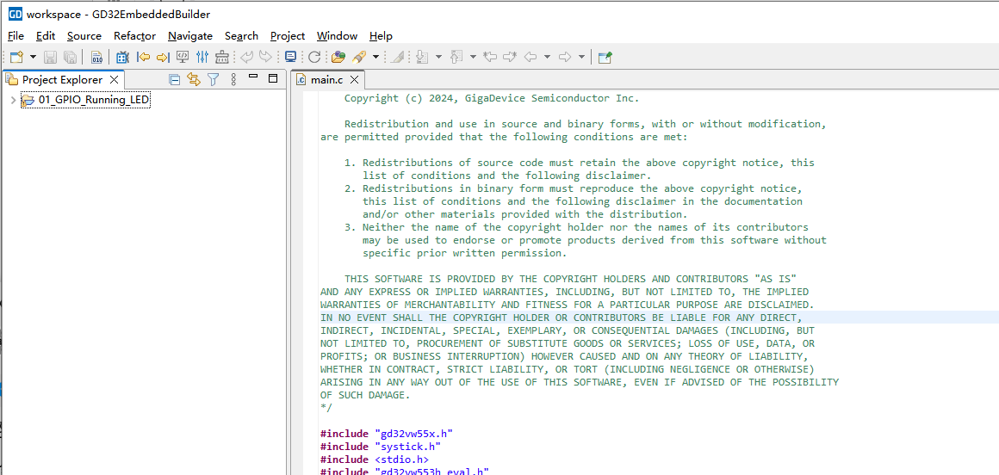 GD workspace - GD32EmbeddedBuilder
File Edit Source Refactor Navigate Search Project Window Help
010
Project Explorer
main.c
01_GPIO_Running_LED
Copyright (c) 2024, GigaDevice Semiconductor Inc.
Redistribution and use in source and binary forms, with or without modification,
are permitted provided that the following conditions are met:
1. Redistributions of source code must retain the above copyright notice, this
list of conditions and the following disclaimer.
2. Redistributions in binary form must reproduce the above copyright notice,
this list of conditions and the following disclaimer in the documentation
and/or other materials provided with the distribution.
3. Neither the name of the copyright holder nor the names of its contributors
may be used to endorse or promote products derived from this software without
specific prior written permission.
THIS SOFTWARE IS PROVIDED BY THE COPYRIGHT HOLDERS AND CONTRIBUTORS "AS IS"
AND ANY EXPRESS OR IMPLIED WARRANTIES, INCLUDING, BUT NOT LIMITED TO, THE IMPLIED
WARRANTIES OF MERCHANTABILITY AND FITNESS FOR A PARTICULAR PURPOSE ARE DISCLAIMED.
IN NO EVENT SHALL THE COPYRIGHT HOLDER OR CONTRIBUTORS BE LIABLE FOR ANY DIRECT,
INDIRECT, INCIDENTAL, SPECIAL, EXEMPLARY, OR CONSEQUENTIAL DAMAGES (INCLUDING, BUT
NOT LIMITED TO, PROCUREMENT OF SUBSTITUTE GOODS OR SERVICES; LOSS OF USE, DATA, OR
PROFITS; OR BUSINESS INTERRUPTION) HOWEVER CAUSED AND ON ANY THEORY OF LIABILITY,
WHETHER IN CONTRACT, STRICT LIABILITY, OR TORT (INCLUDING NEGLIGENCE OR OTHERWISE)
ARISING IN ANY WAY OUT OF THE USE OF THIS SOFTWARE, EVEN IF ADVISED OF THE POSSIBILITY
OF SUCH DAMAGE.
*/
#include "gd32vw55x.h"
#include "systick.h"
#include <stdio.h>
#include "gd32vw553h_eval.h"